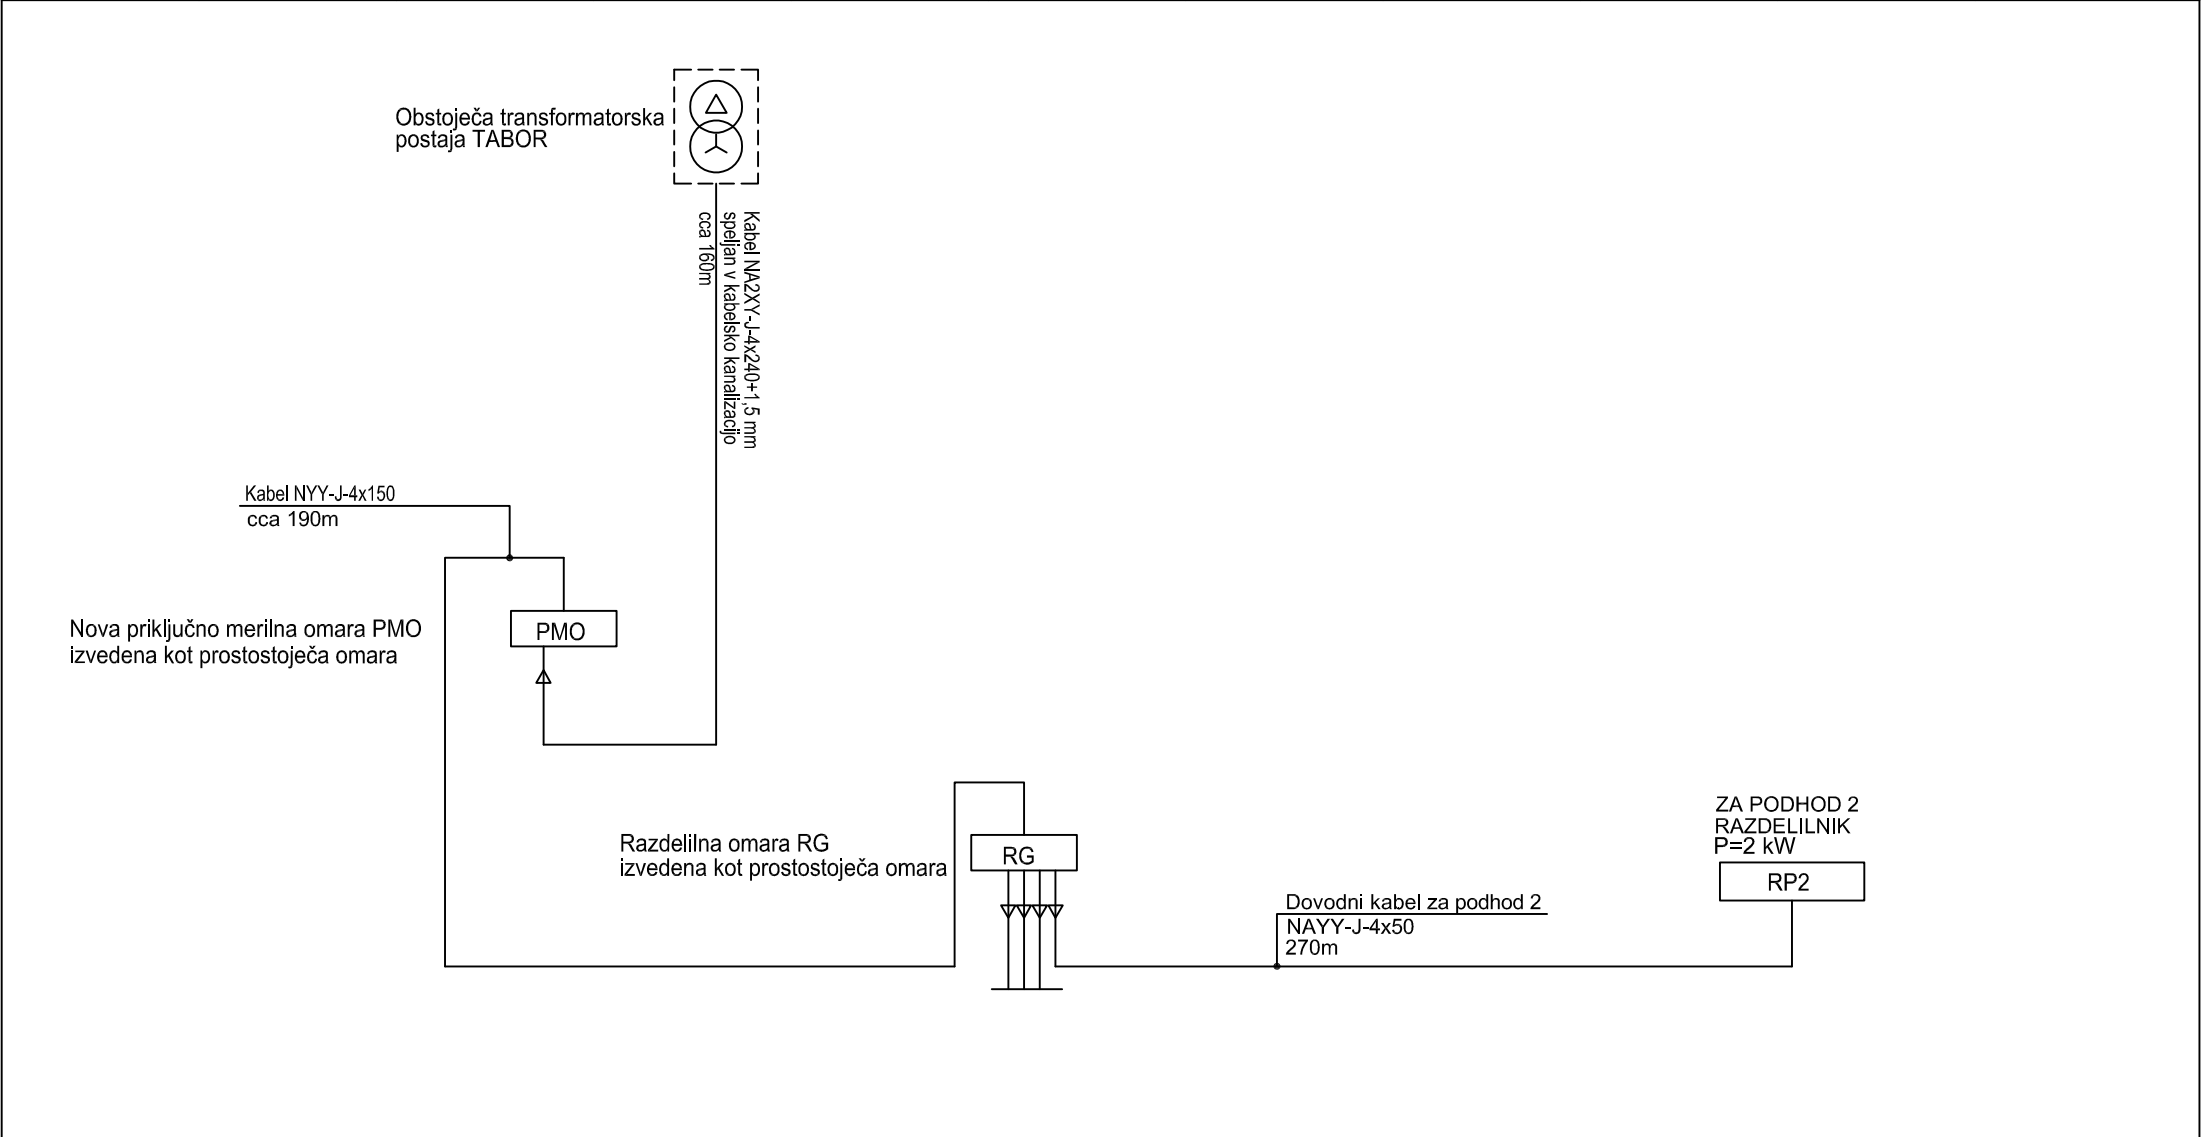 Obstoječa transformatorska
postaja TABOR
Kabel NA2XY-J-4x240+1,5 mm
speljan v kabelsko kanalizacijo
cca 160m
Kabel NYY-J-4x150
cca 190m
Nova priključno merilna omara PMO
izvedena kot prostostoječa omara
PMO
Razdelilna omara RG
izvedena kot prostostoječa omara
RG
Dovodni kabel za podhod 2
NAYY-J-4x50
270m
ZA PODHOD 2
RAZDELILNIK
P=2 kW
RP2